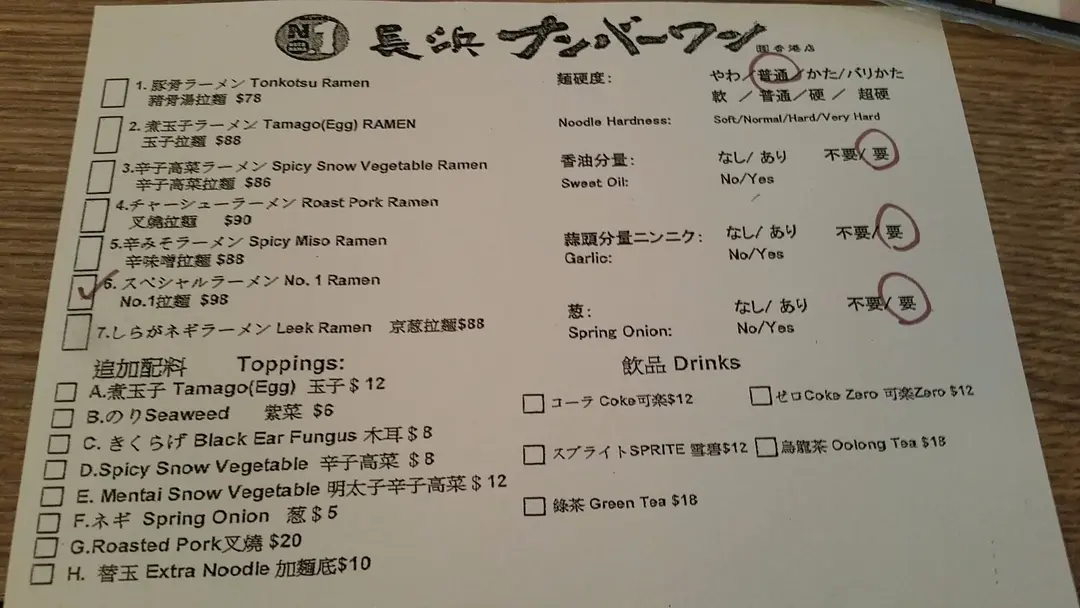 No 1 長浜 ナンバーワン 香港店
1. 豚骨ラーメン Tonkotsu Ramen
豬骨湯拉麵 $78
2. 煮玉子ラーメン Tamago(Egg) RAMEN
玉子拉麵 $88
3.辛子高菜ラーメン Spicy Snow Vegetable Ramen
辛子高菜拉麵 $86
4.チャーシューラーメン Roast Pork Ramen
叉燒拉麵 $90
5.辛みそラーメン Spicy Miso Ramen
辛味噌拉麵 $88
6. スペシャルラーメン No. 1 Ramen
No.1拉麵 $98
7.しらがネギラーメン Leek Ramen 京葱拉麵$88
麵硬度: やわ/普通/かた/バリかた
軟 / 普通/ 硬 / 超硬
Noodle Hardness: Soft/Normal/Hard/Very Hard
香油分量: なし/ あり 不要/ 要
Sweat Oil: No/Yes
蒜頭分量ニンニク: なし/ あり 不要/ 要
Garlic: No/Yes
葱: なし/ あり 不要/ 要
Spring Onion: No/Yes
追加配料 Toppings:
A.煮玉子 Tamago(Egg) 玉子 $ 12
B.のりSeaweed 紫菜 $6
C. きくらげ Black Ear Fungus 木耳 $ 8
D.Spicy Snow Vegetable 辛子高菜 $ 8
E. Mentai Snow Vegetable 明太子辛子高菜 $ 12
F.ネギ Spring Onion 葱 $ 5
G.Roasted Pork叉燒 $20
H. 替玉 Extra Noodle 加麵底$10
飲品 Drinks
コーラ Coke可楽$12 ゼロCoke Zero 可楽Zero $12
スプライトSPRITE 雪碧$12 烏龍茶 Oolong Tea $18
綠茶 Green Tea $18